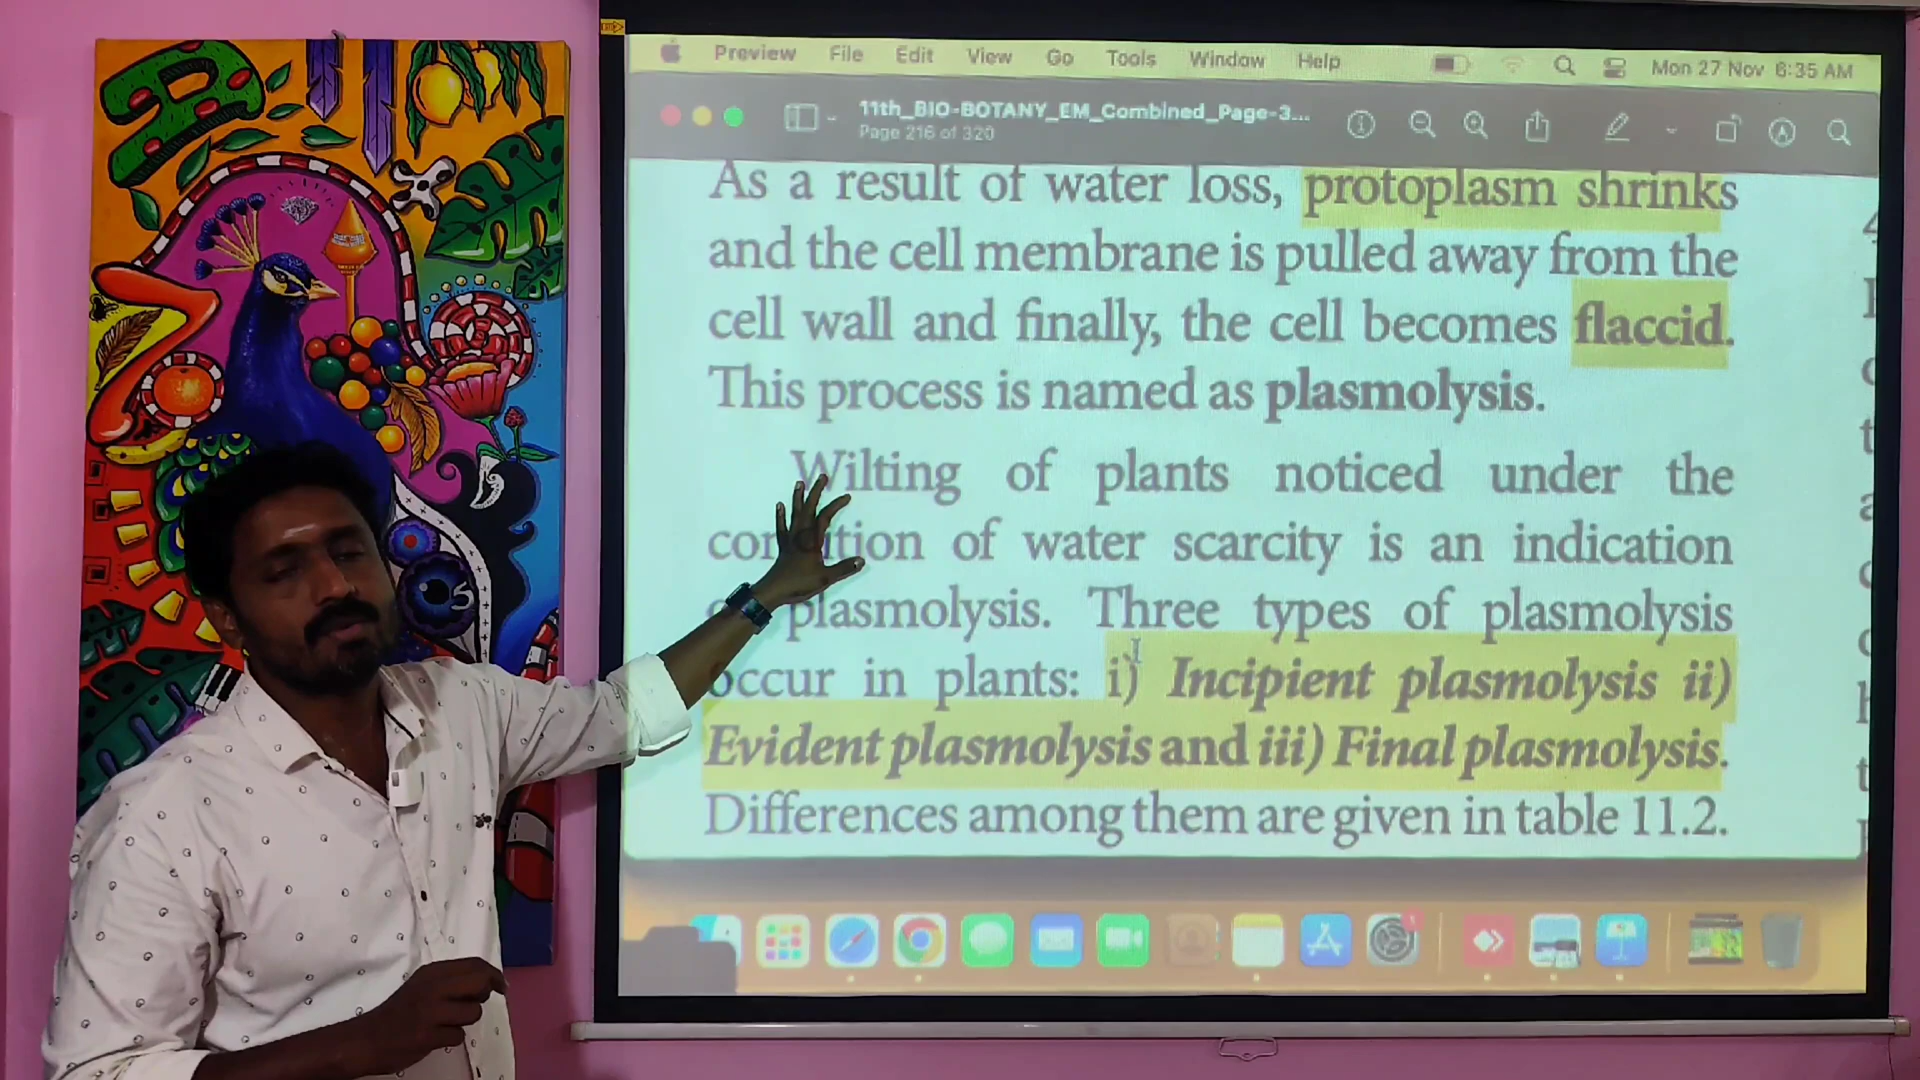 Preview File Edit View Go Tools Window Help Mon 27 Nov 6:35 AM
11th_BIO-BOTANY_EM_Combined_Page-3...
Page 216 of 320
As a result of water loss, protoplasm shrinks
and the cell membrane is pulled away from the
cell wall and finally, the cell becomes flaccid.
This process is named as plasmolysis.
Wilting of plants noticed under the
condition of water scarcity is an indication
plasmolysis. Three types of plasmolysis
occur in plants: i) Incipient plasmolysis ii)
Evident plasmolysis and iii) Final plasmolysis.
Differences among them are given in table 11.2.